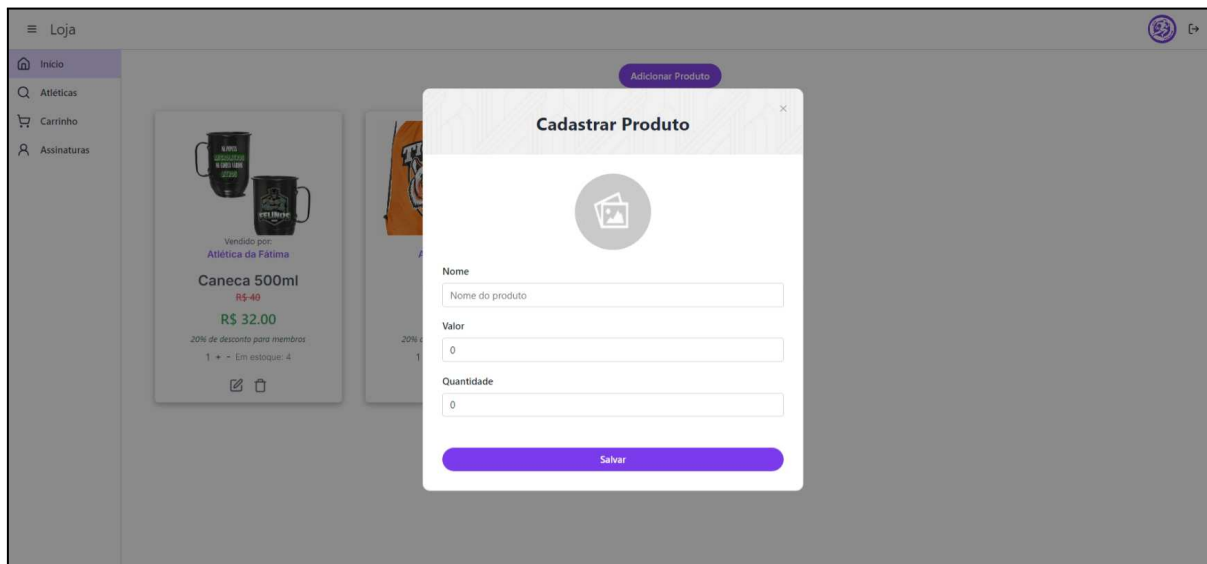 Loja
Início
Atléticas
Carrinho
Assinaturas
Adicionar Produto
Vendido por:
Atlética da Fátima
Caneca 500ml
R$ 40
R$ 32.00
20% de desconto para membros
1 + - Em estoque: 4
20%
1
Cadastrar Produto
Nome
Nome do produto
Valor
0
Quantidade
0
Salvar